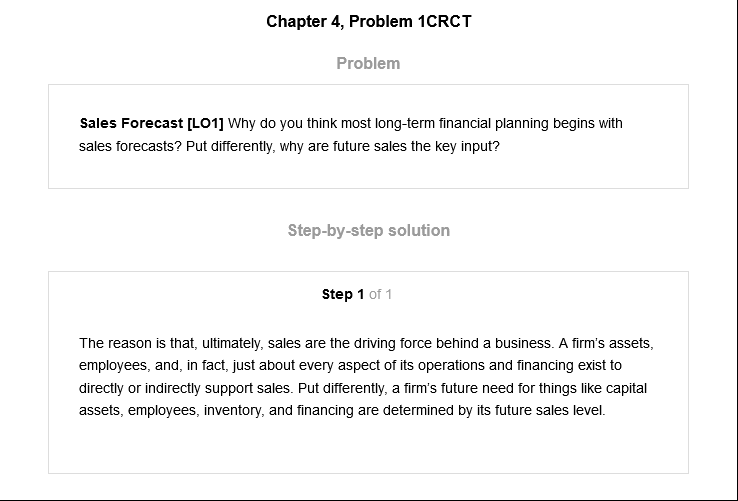 Chapter 4, Problem 1CRCT
Problem
Sales Forecast [LO1] Why do you think most long-term financial planning begins with
sales forecasts? Put differently, why are future sales the key input?
Step-by-step solution
Step 1 of 1
The reason is that, ultimately, sales are the driving force behind a business. A firm's assets,
employees, and, in fact, just about every aspect of its operations and financing exist to
directly or indirectly support sales. Put differently, a firm's future need for things like capital
assets, employees, inventory, and financing are determined by its future sales level.